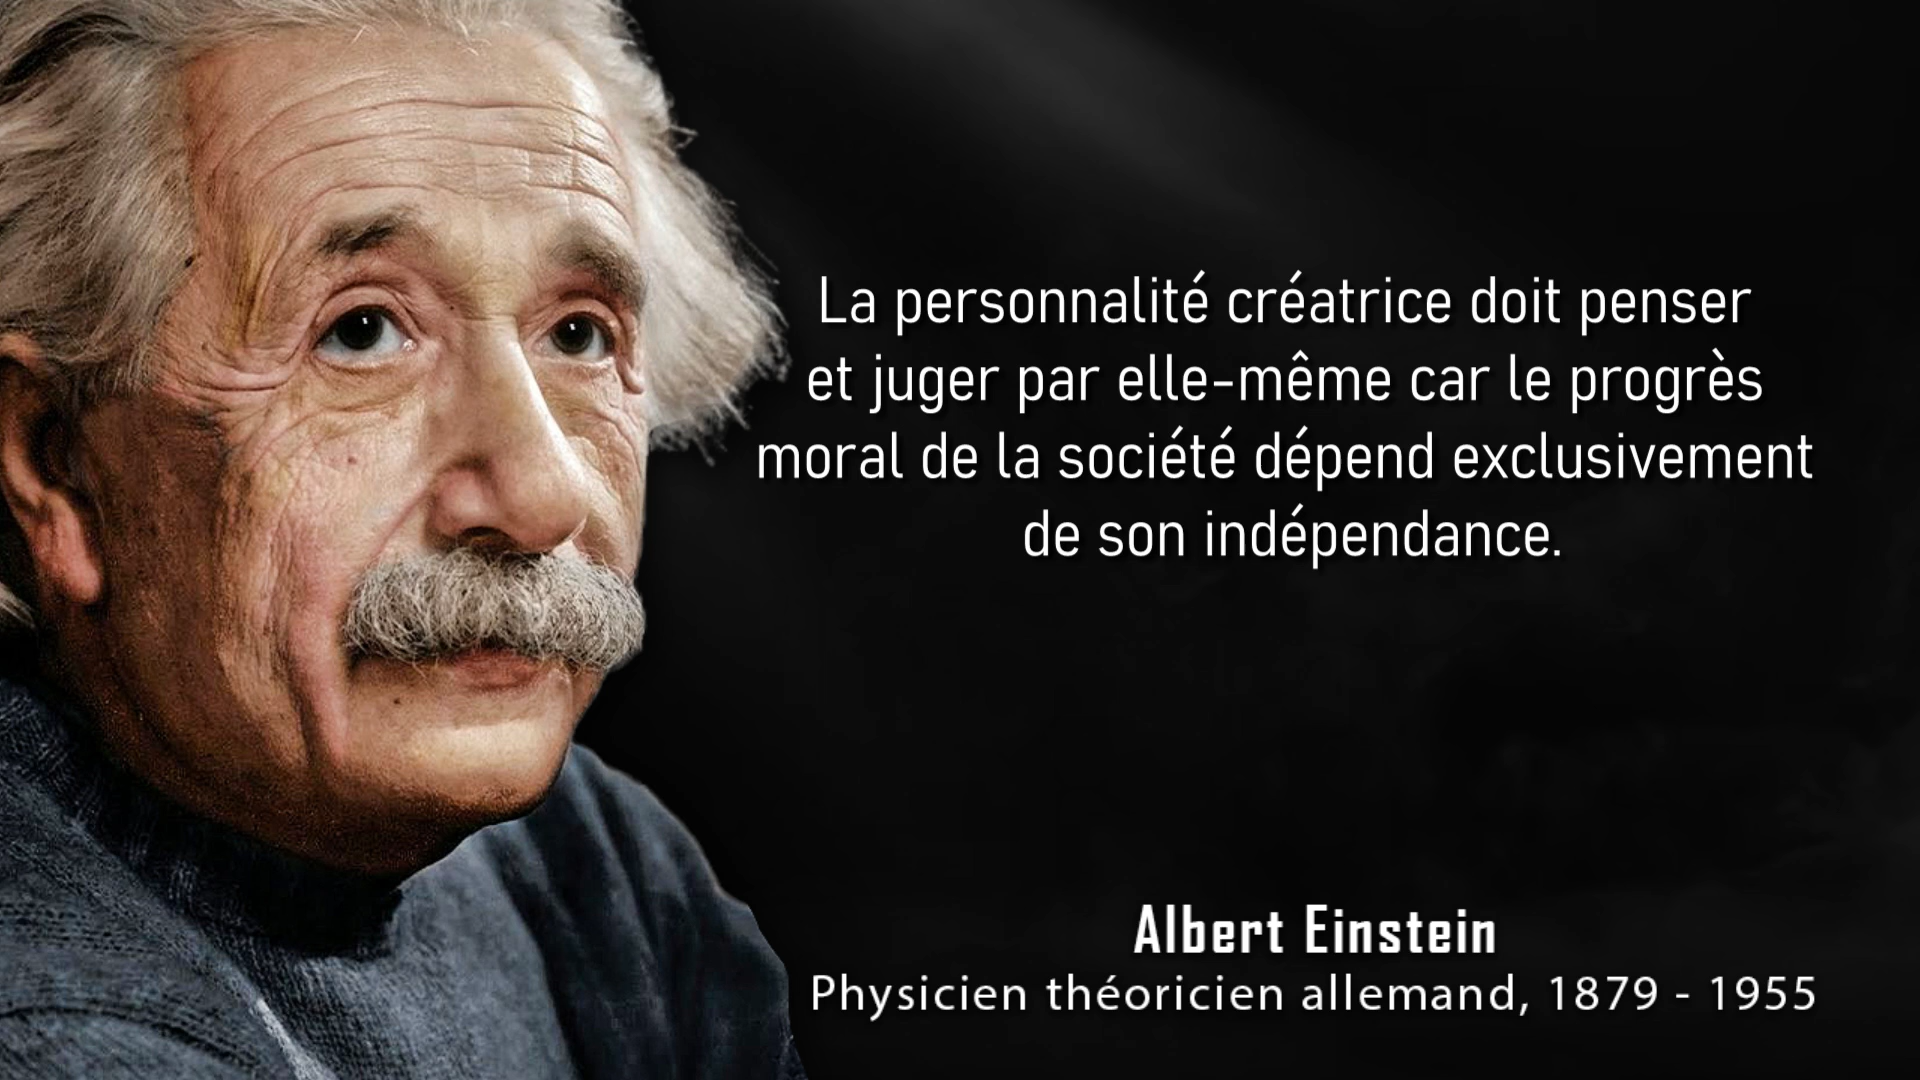 La personnalité créatrice doit penser
et juger par elle-même car le progrès
moral de la société dépend exclusivement
de son indépendance.
Albert Einstein
Physicien théoricien allemand, 1879 - 1955